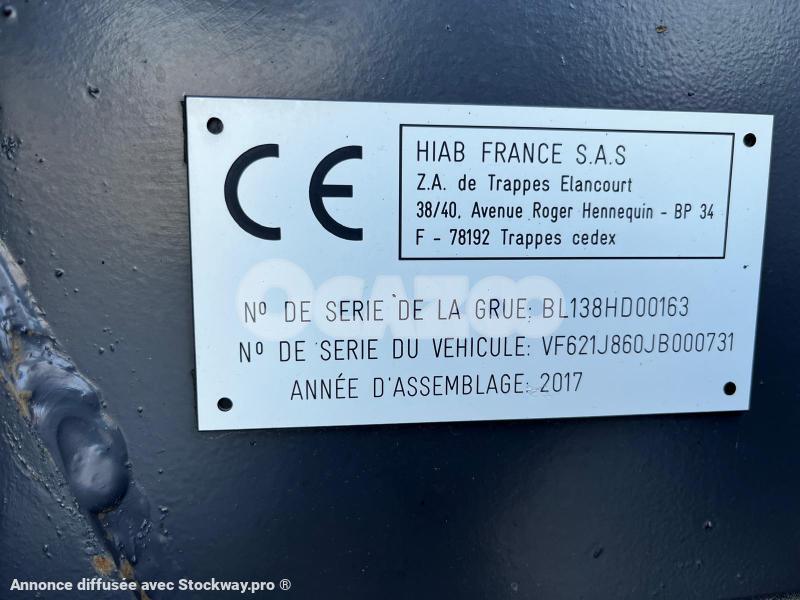 CE
HIAB FRANCE S.A.S
Z.A. de Trappes Elancourt
38/40, Avenue Roger Hennequin - BP 34
F - 78192 Trappes cedex
OCAZOO
Nº DE SERIE DE LA GRUE: BL138HD00163
Nº DE SERIE DU VEHICULE: VF621J860JB000731
ANNÉE D'ASSEMBLAGE: 2017
Annonce diffusée avec Stockway.pro ®